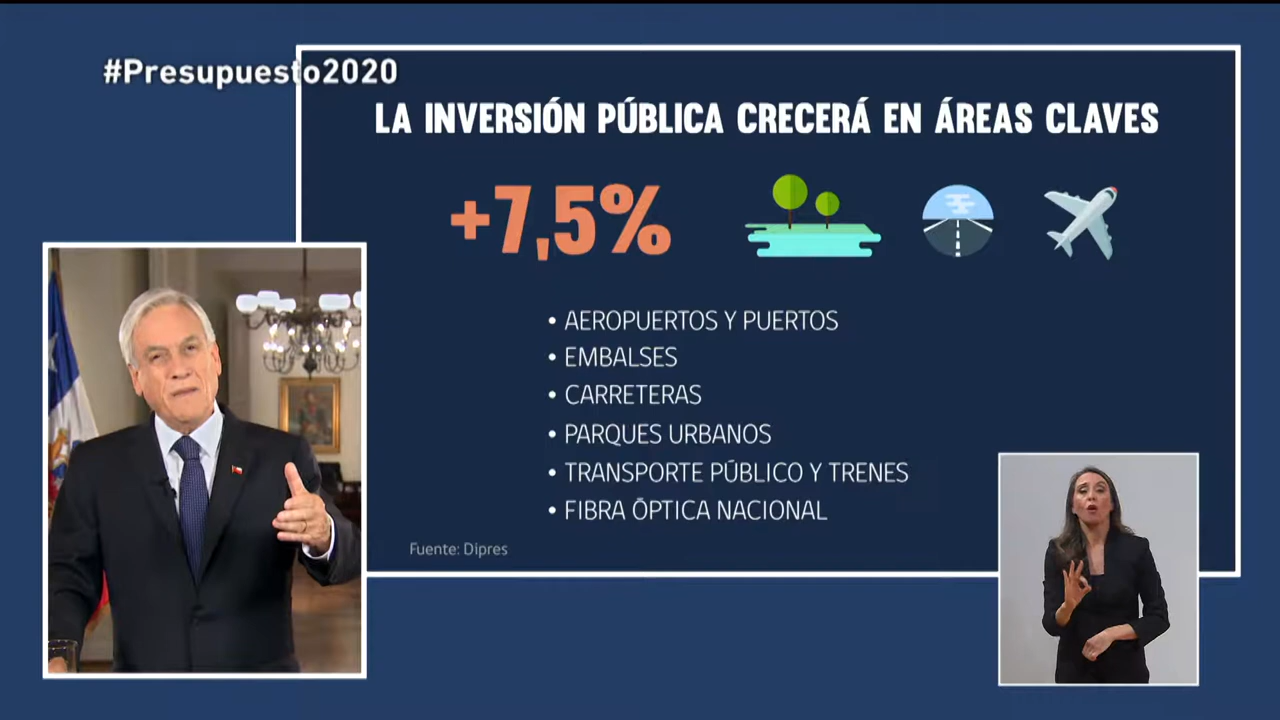 #Presupuesto2020
LA INVERSIÓN PÚBLICA CRECERÁ EN ÁREAS CLAVES
+7,5%
• AEROPUERTOS Y PUERTOS
• EMBALSES
• CARRETERAS
• PARQUES URBANOS
• TRANSPORTE PÚBLICO Y TRENES
• FIBRA ÓPTICA NACIONAL
Fuente: Dipres